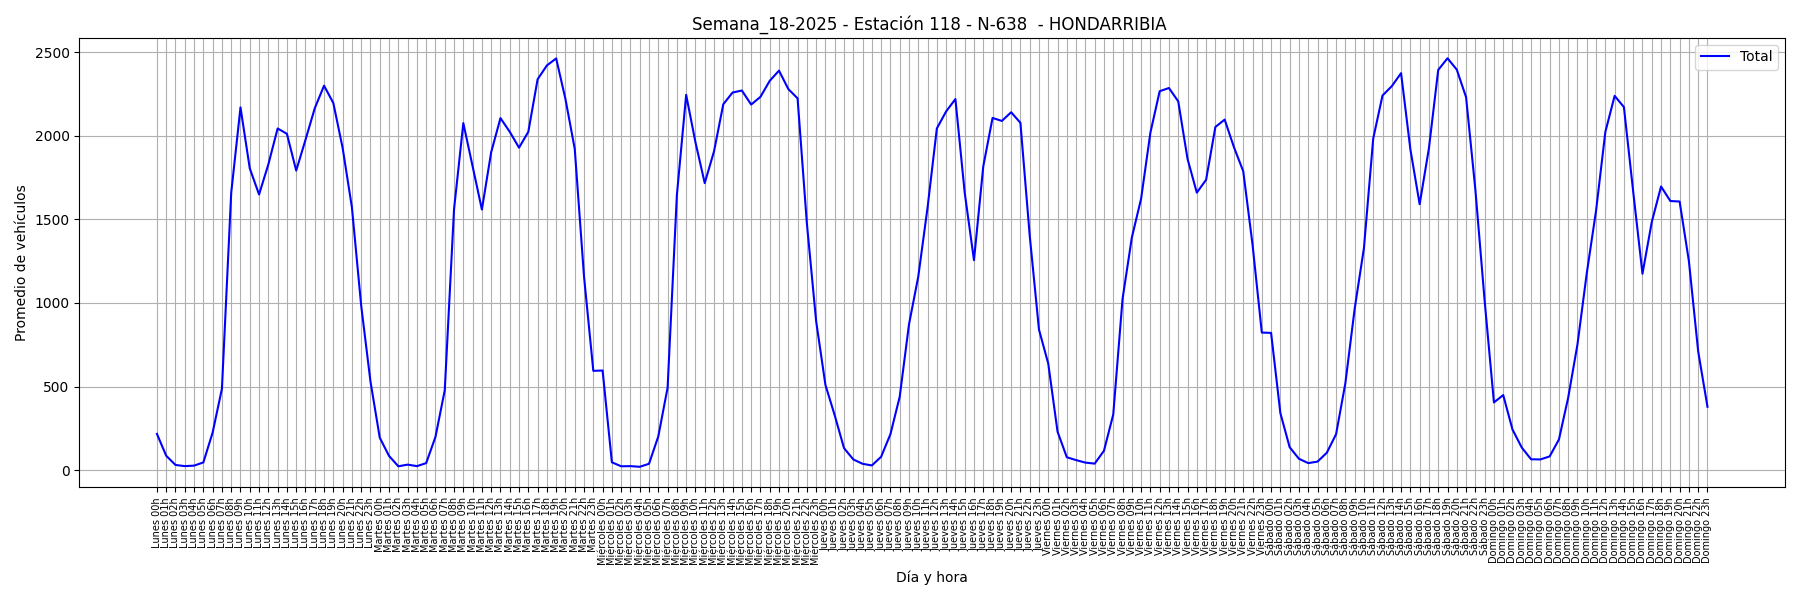 Semana_18-2025 - Estación 118 - N-638  - HONDARRIBIA
Total
Promedio de vehículos
2500
2000
1500
1000
500
0
Lunes 00h
Lunes 01h
Lunes 02h
Lunes 03h
Lunes 04h
Lunes 05h
Lunes 06h
Lunes 07h
Lunes 08h
Lunes 09h
Lunes 10h
Lunes 11h
Lunes 12h
Lunes 13h
Lunes 14h
Lunes 15h
Lunes 16h
Lunes 17h
Lunes 18h
Lunes 19h
Lunes 20h
Lunes 21h
Lunes 22h
Lunes 23h
Martes 00h
Martes 01h
Martes 02h
Martes 03h
Martes 04h
Martes 05h
Martes 06h
Martes 07h
Martes 08h
Martes 09h
Martes 10h
Martes 11h
Martes 12h
Martes 13h
Martes 14h
Martes 15h
Martes 16h
Martes 17h
Martes 18h
Martes 19h
Martes 20h
Martes 21h
Martes 22h
Martes 23h
Miércoles 00h
Miércoles 01h
Miércoles 02h
Miércoles 03h
Miércoles 04h
Miércoles 05h
Miércoles 06h
Miércoles 07h
Miércoles 08h
Miércoles 09h
Miércoles 10h
Miércoles 11h
Miércoles 12h
Miércoles 13h
Miércoles 14h
Miércoles 15h
Miércoles 16h
Miércoles 17h
Miércoles 18h
Miércoles 19h
Miércoles 20h
Miércoles 21h
Miércoles 22h
Miércoles 23h
Jueves 00h
Jueves 01h
Jueves 02h
Jueves 03h
Jueves 04h
Jueves 05h
Jueves 06h
Jueves 07h
Jueves 08h
Jueves 09h
Jueves 10h
Jueves 11h
Jueves 12h
Jueves 13h
Jueves 14h
Jueves 15h
Jueves 16h
Jueves 17h
Jueves 18h
Jueves 19h
Jueves 20h
Jueves 21h
Jueves 22h
Jueves 23h
Viernes 00h
Viernes 01h
Viernes 02h
Viernes 03h
Viernes 04h
Viernes 05h
Viernes 06h
Viernes 07h
Viernes 08h
Viernes 09h
Viernes 10h
Viernes 11h
Viernes 12h
Viernes 13h
Viernes 14h
Viernes 15h
Viernes 16h
Viernes 17h
Viernes 18h
Viernes 19h
Viernes 20h
Viernes 21h
Viernes 22h
Viernes 23h
Sábado 00h
Sábado 01h
Sábado 02h
Sábado 03h
Sábado 04h
Sábado 05h
Sábado 06h
Sábado 07h
Sábado 08h
Sábado 09h
Sábado 10h
Sábado 11h
Sábado 12h
Sábado 13h
Sábado 14h
Sábado 15h
Sábado 16h
Sábado 17h
Sábado 18h
Sábado 19h
Sábado 20h
Sábado 21h
Sábado 22h
Sábado 23h
Domingo 00h
Domingo 01h
Domingo 02h
Domingo 03h
Domingo 04h
Domingo 05h
Domingo 06h
Domingo 07h
Domingo 08h
Domingo 09h
Domingo 10h
Domingo 11h
Domingo 12h
Domingo 13h
Domingo 14h
Domingo 15h
Domingo 16h
Domingo 17h
Domingo 18h
Domingo 19h
Domingo 20h
Domingo 21h
Domingo 22h
Domingo 23h
Día y hora